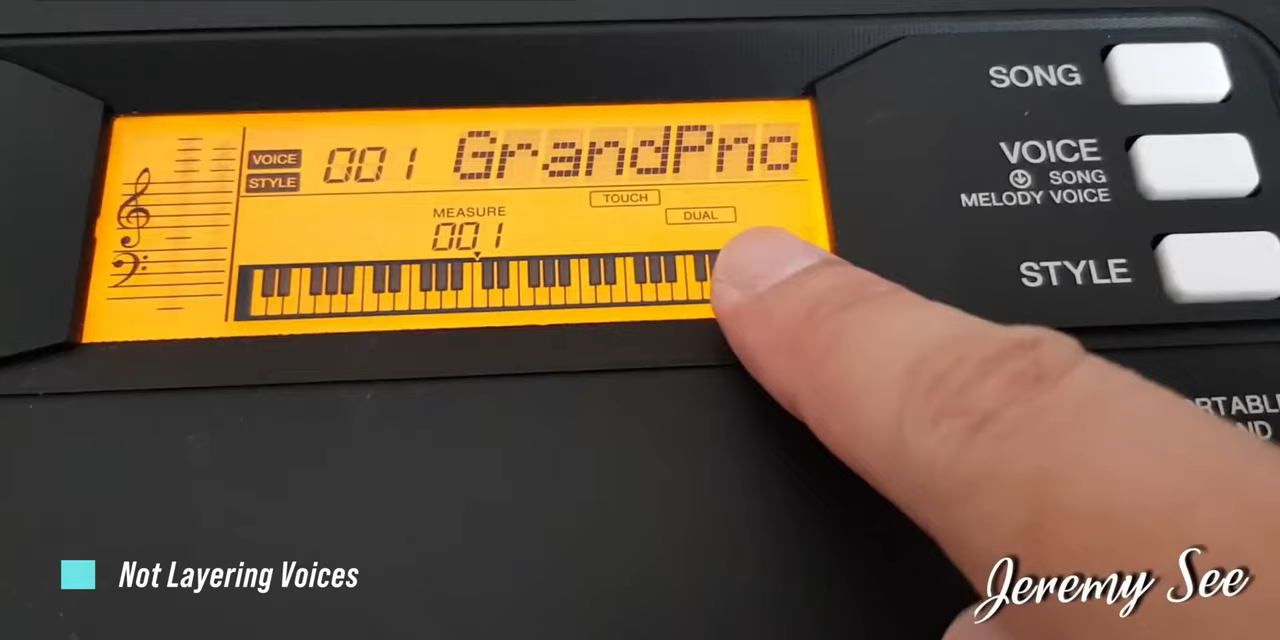 VOICE
STYLE
001 GrandPno
TOUCH
DUAL
MEASURE
001
SONG
VOICE
SONG
MELODY VOICE
STYLE
Not Layering Voices
Jeremy See